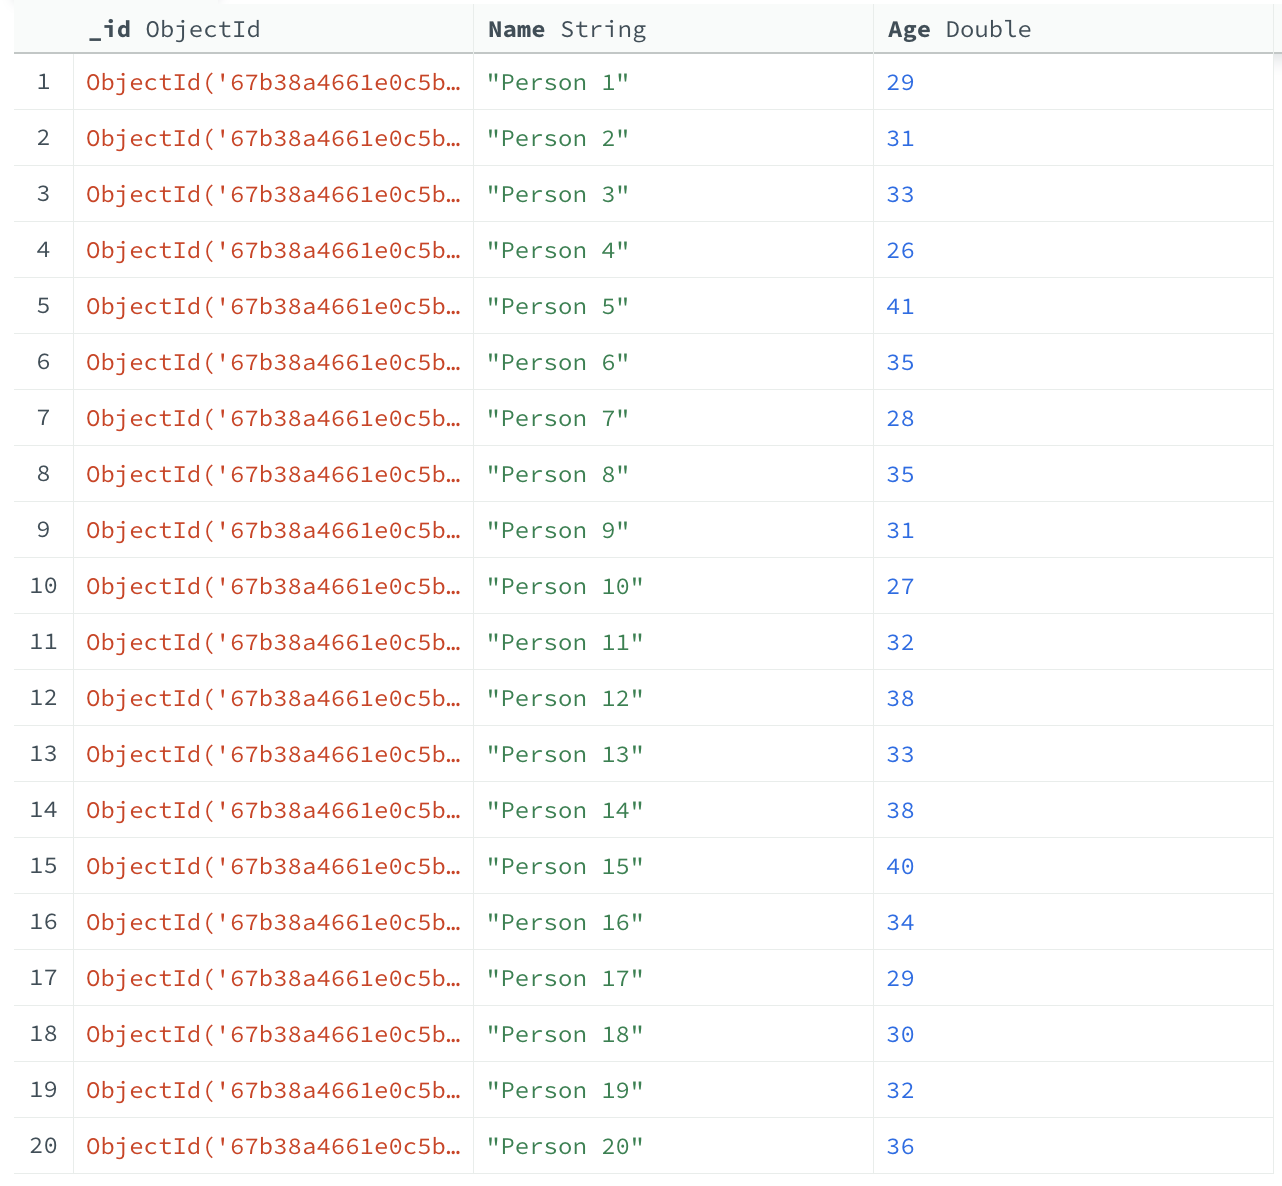 _id ObjectId Name String Age Double
1 ObjectId('67b38a4661e0c5b… "Person 1" 29
2 ObjectId('67b38a4661e0c5b… "Person 2" 31
3 ObjectId('67b38a4661e0c5b… "Person 3" 33
4 ObjectId('67b38a4661e0c5b… "Person 4" 26
5 ObjectId('67b38a4661e0c5b… "Person 5" 41
6 ObjectId('67b38a4661e0c5b… "Person 6" 35
7 ObjectId('67b38a4661e0c5b… "Person 7" 28
8 ObjectId('67b38a4661e0c5b… "Person 8" 35
9 ObjectId('67b38a4661e0c5b… "Person 9" 31
10 ObjectId('67b38a4661e0c5b… "Person 10" 27
11 ObjectId('67b38a4661e0c5b… "Person 11" 32
12 ObjectId('67b38a4661e0c5b… "Person 12" 38
13 ObjectId('67b38a4661e0c5b… "Person 13" 33
14 ObjectId('67b38a4661e0c5b… "Person 14" 38
15 ObjectId('67b38a4661e0c5b… "Person 15" 40
16 ObjectId('67b38a4661e0c5b… "Person 16" 34
17 ObjectId('67b38a4661e0c5b… "Person 17" 29
18 ObjectId('67b38a4661e0c5b… "Person 18" 30
19 ObjectId('67b38a4661e0c5b… "Person 19" 32
20 ObjectId('67b38a4661e0c5b… "Person 20" 36